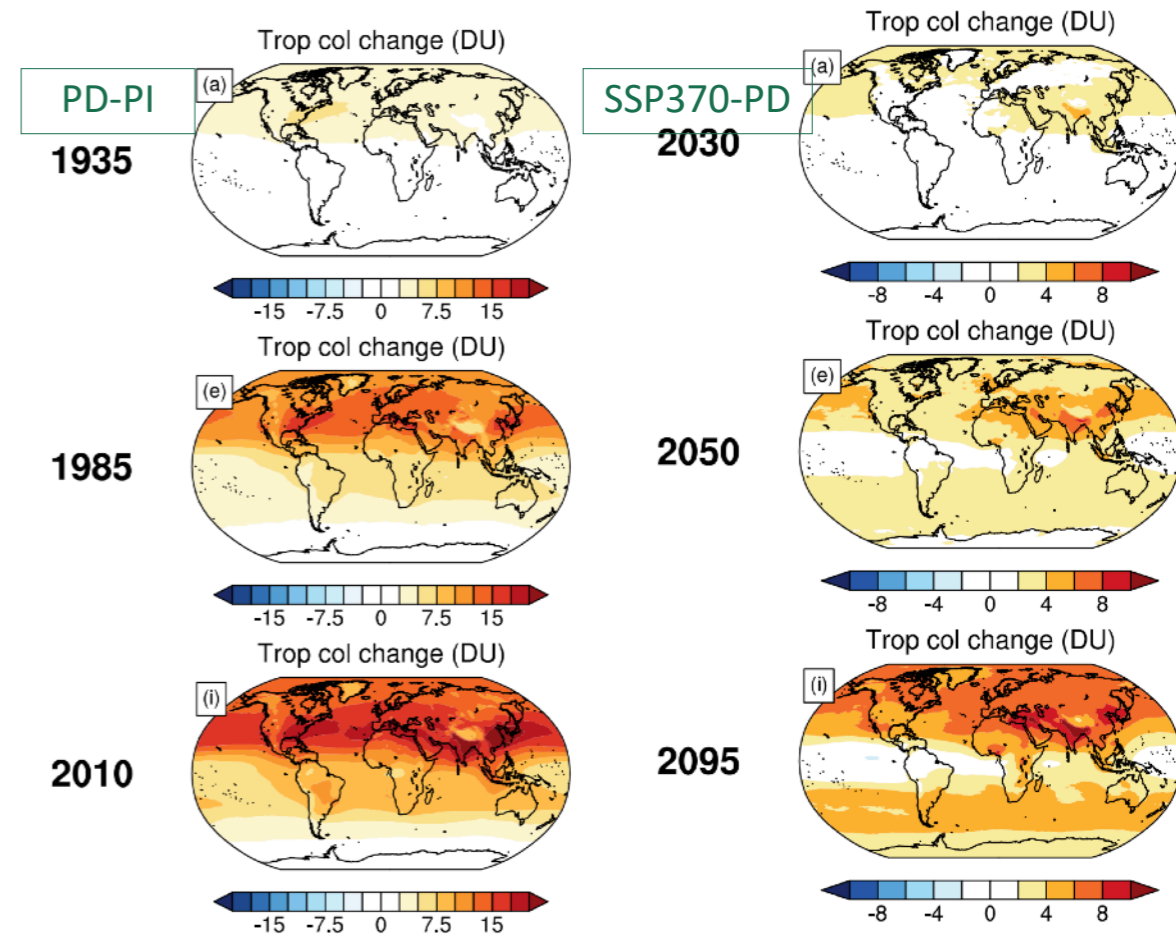 Trop col change (DU)
PD-PI
(a)
1935
-15 -7.5 0 7.5 15
Trop col change (DU)
(e)
1985
-15 -7.5 0 7.5 15
Trop col change (DU)
(i)
2010
-15 -7.5 0 7.5 15
Trop col change (DU)
(a)
SSP370-PD
2030
-8 -4 0 4 8
Trop col change (DU)
(e)
2050
-8 -4 0 4 8
Trop col change (DU)
(i)
2095
-8 -4 0 4 8